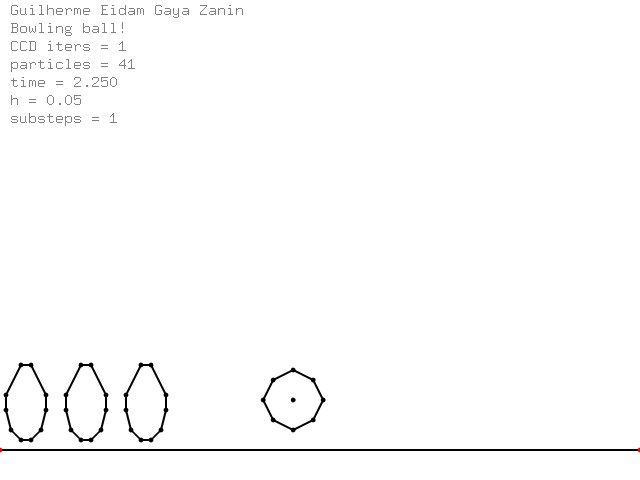 Guilherme Eidam Gaya Zanin
Bowling ball!
CCD iters = 1
particles = 41
time = 2.250
h = 0.05
substeps = 1